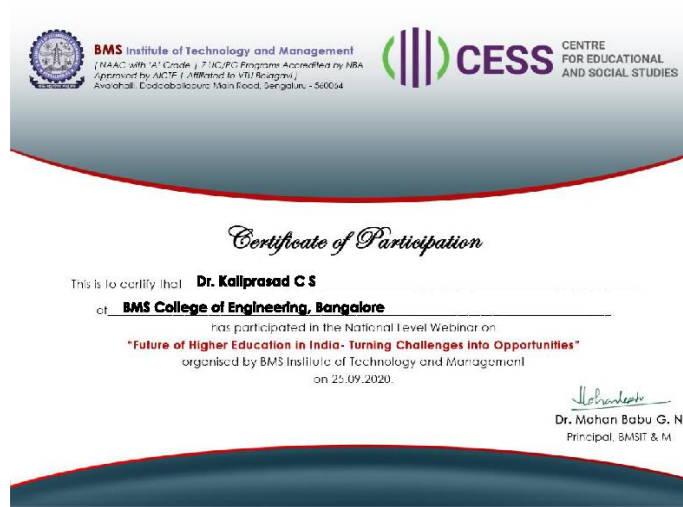 BMS Institute of Technology and Management
( NAAC with 'A' Grade | 7 UG/PG Programs Accredited by NBA
Approved by AICTE | Affiliated to VTU Belagavi )
Avalahalli, Doddaballapura Main Road, Bengaluru - 560064
CESS
CENTRE
FOR EDUCATIONAL
AND SOCIAL STUDIES
Certificate of Participation
This is to certify that Dr. Kaliprasad C S
of BMS College of Engineering, Bangalore
has participated in the National Level Webinar on
"Future of Higher Education in India- Turning Challenges into Opportunities"
organised by BMS Institute of Technology and Management
on 25.09.2020.
Dr. Mohan Babu G. N
Principal, BMSIT & M